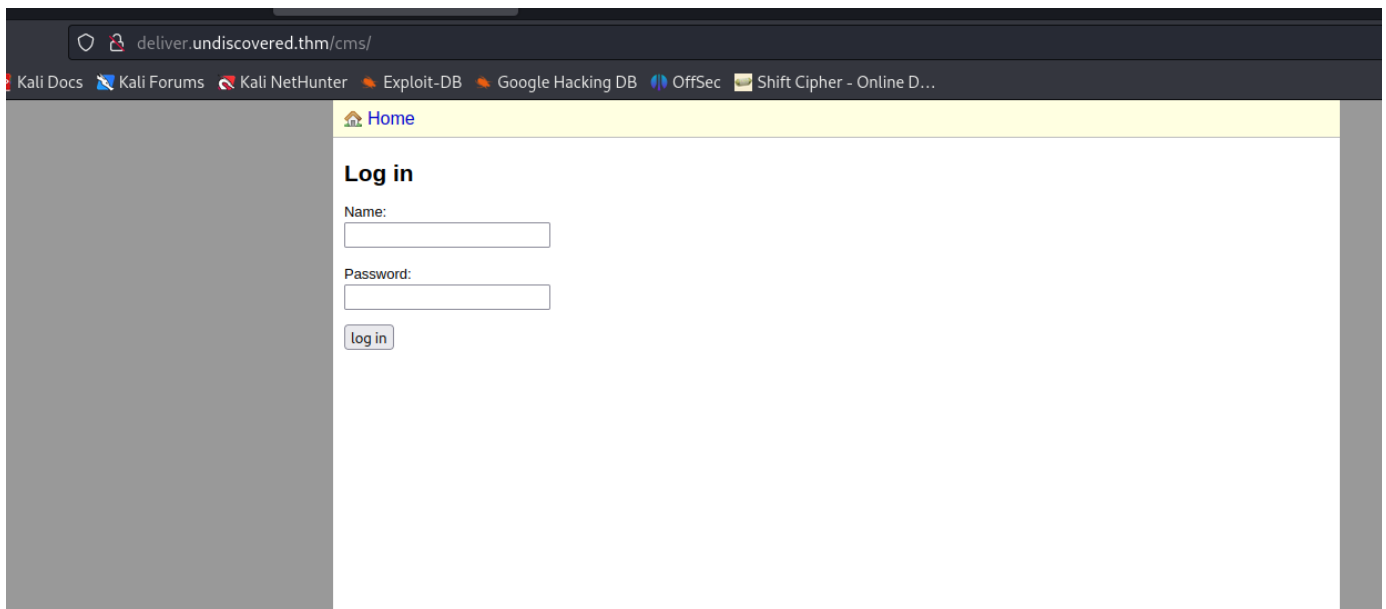 deliver.undiscovered.thm/cms/
Kali Docs Kali Forums Kali NetHunter Exploit-DB Google Hacking DB OffSec Shift Cipher - Online D…
Home
Log in
Name:
Password:
log in